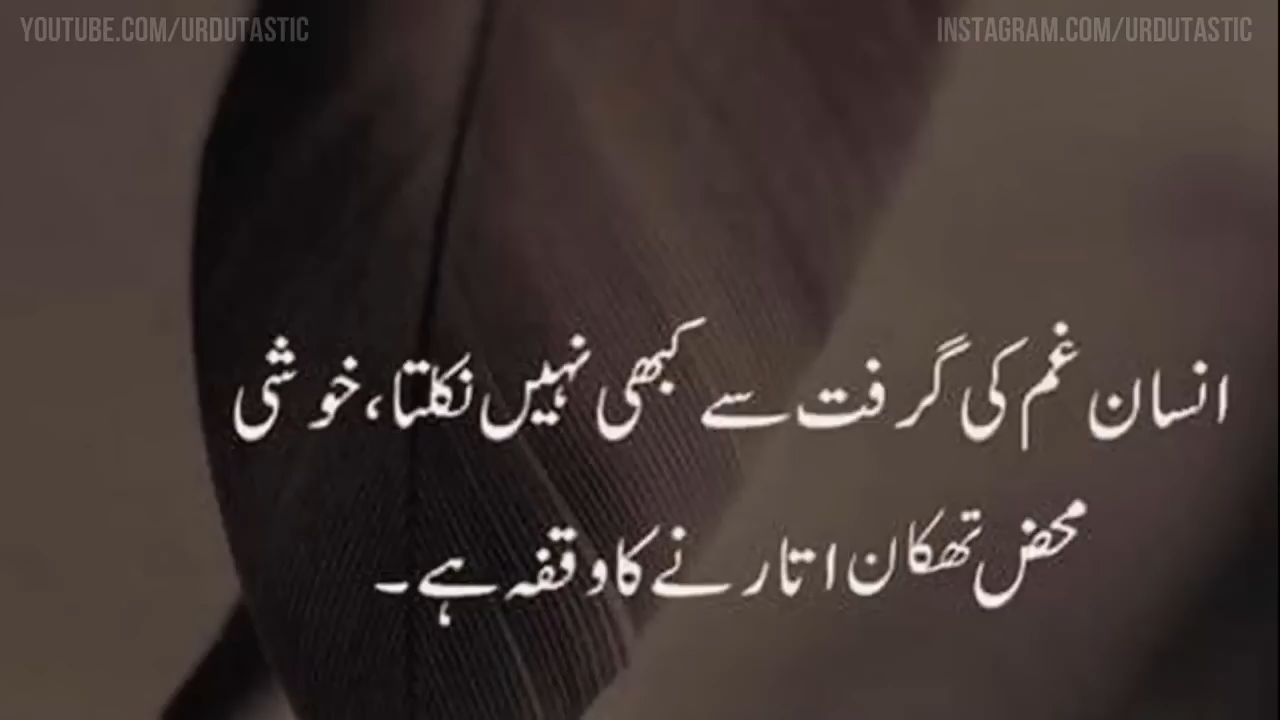 YOUTUBE.COM/URDUTASTIC
INSTAGRAM.COM/URDUTASTIC
انسان غم کی گرفت سے کبھی نہیں نکلتا، خوشی
محض تھکان اتارنے کا وقفہ ہے۔